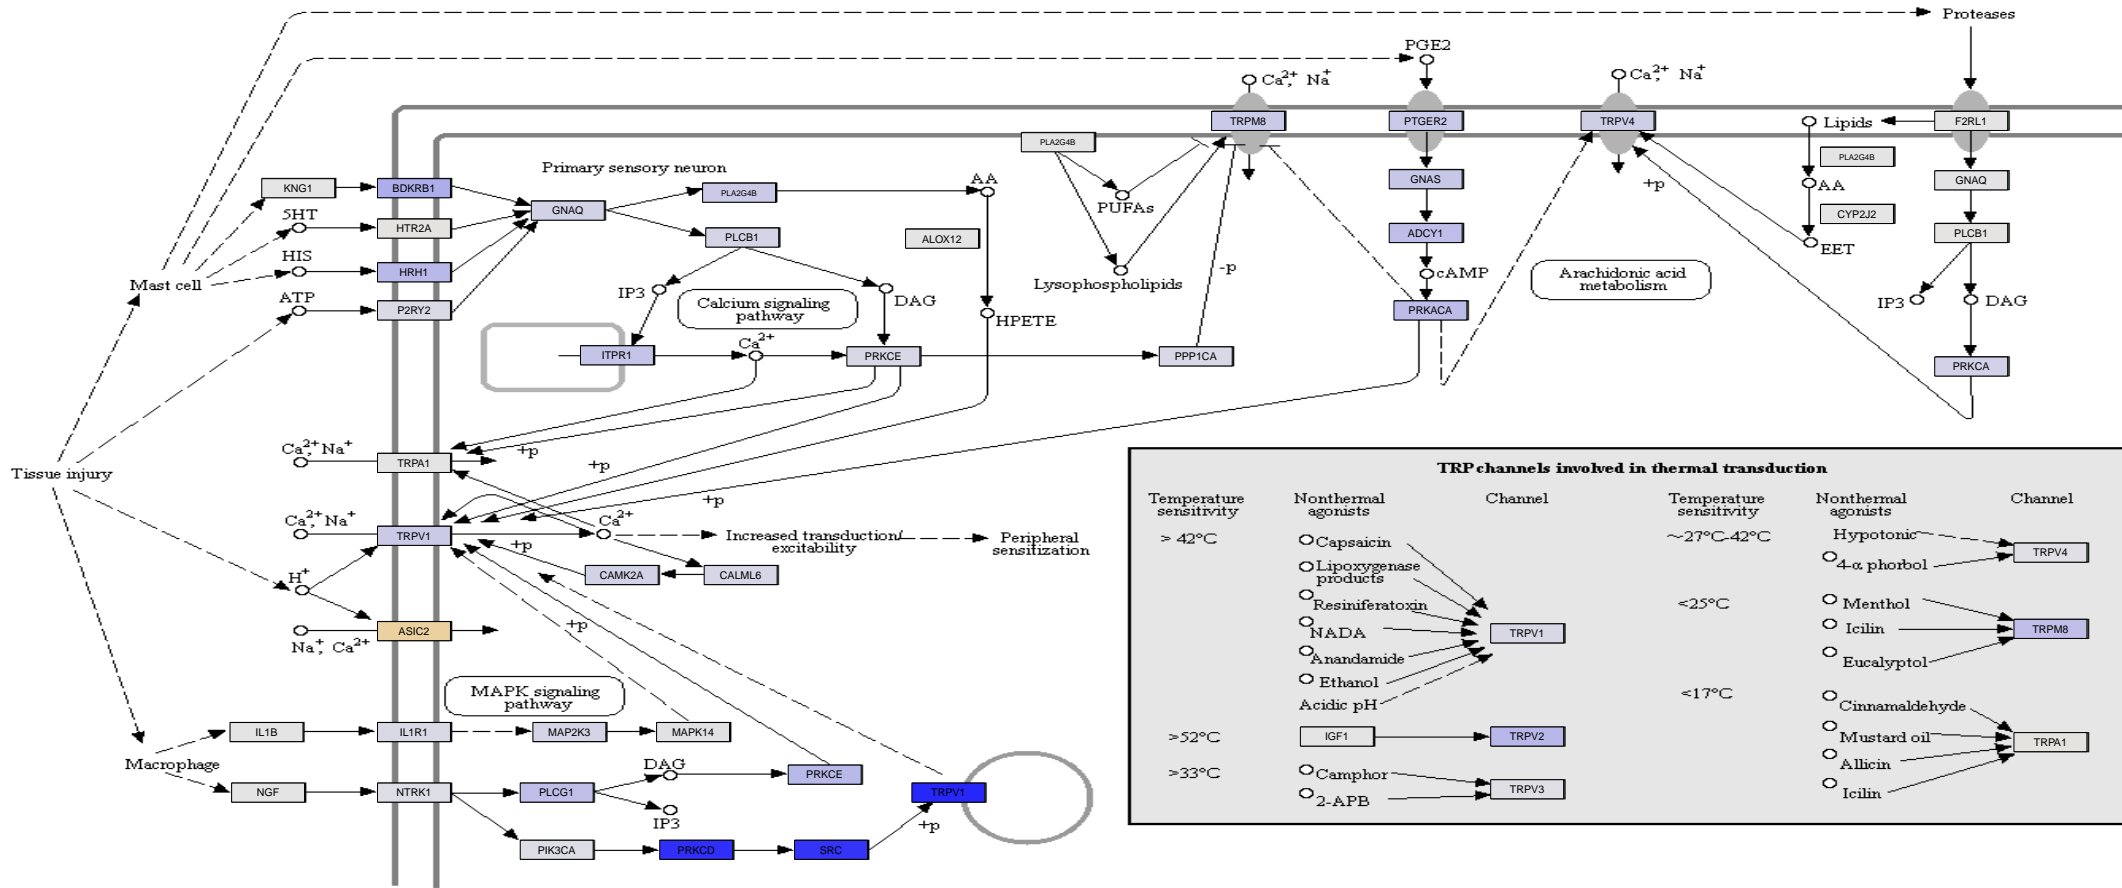 Proteases
PGE2
Ca2+, Na+
Ca2+, Na+
TRPM8
PTGER2
TRPV4
Lipids
F2RL1
PLA2G4B
PLA2G4B
Primary sensory neuron
KNG1
BDKRB1
PLA2G4B
AA
GNAS
AA
GNAQ
+p
PUFAs
5HT
HTR2A
GNAQ
CYP2J2
PLCB1
ALOX12
ADCY1
PLCB1
EET
HIS
HRH1
Mast cell
-p
cAMP
Arachidonic acid
metabolism
Lysophospholipids
IP3
Calcium signaling
pathway
DAG
IP3
DAG
ATP
P2RY2
HPETE
PRKACA
Ca2+
ITPR1
PRKCE
PPP1CA
PRKCA
Ca2+, Na+
TRPA1
+p
+p
Tissue injury
+p
Ca2+, Na+
TRPV1
Ca2+
Increased transduction/
excitability
Peripheral
sensitization
+p
H+
CAMK2A
CALML6
ASIC2
Na+, Ca2+
+p
MAPK signaling
pathway
IL1B
IL1R1
MAP2K3
MAPK14
Macrophage
DAG
PRKCE
NGF
NTRK1
PLCG1
TRPV1
IP3
+p
PIK3CA
PRKCD
SRC
TRP channels involved in thermal transduction
Temperature
sensitivity
Nonthermal
agonists
Channel
Temperature
sensitivity
Nonthermal
agonists
Channel
> 42°C
Capsaicin
Lipoxygenase
products
Resiniferatoxin
NADA
Anandamide
Ethanol
Acidic pH
TRPV1
>52°C
IGF1
TRPV2
>33°C
Camphor
2-APB
TRPV3
~27°C-42°C
Hypotonic
4-α phorbol
TRPV4
<25°C
Menthol
Icilin
Eucalyptol
TRPM8
<17°C
Cinnamaldehyde
Mustard oil
Allicin
Icilin
TRPA1